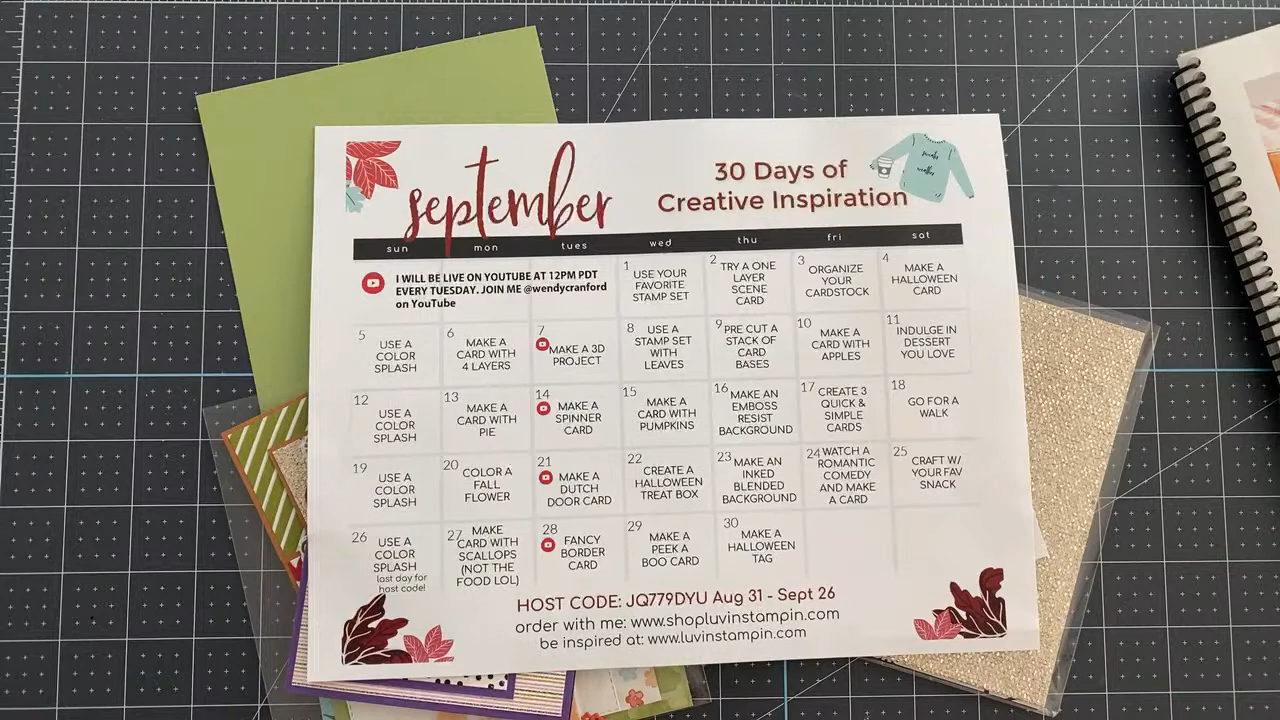 september
30 Days of
Creative Inspiration
sweater
weather
sun mon tues wed thu fri sat
I WILL BE LIVE ON YOUTUBE AT 12PM PDT
EVERY TUESDAY. JOIN ME @wendycranford
on YouTube
1
USE YOUR
FAVORITE
STAMP SET
2
TRY A ONE
LAYER
SCENE
CARD
3
ORGANIZE
YOUR
CARDSTOCK
4
MAKE A
HALLOWEEN
CARD
5
USE A
COLOR
SPLASH
6
MAKE A
CARD WITH
4 LAYERS
7
MAKE A 3D
PROJECT
8
USE A
STAMP SET
WITH
LEAVES
9
PRE CUT A
STACK OF
CARD
BASES
10
MAKE A
CARD WITH
APPLES
11
INDULGE IN
DESSERT
YOU LOVE
12
USE A
COLOR
SPLASH
13
MAKE A
CARD WITH
PIE
14
MAKE A
SPINNER
CARD
15
MAKE A
CARD WITH
PUMPKINS
16
MAKE AN
EMBOSS
RESIST
BACKGROUND
17
CREATE 3
QUICK &
SIMPLE
CARDS
18
GO FOR A
WALK
19
USE A
COLOR
SPLASH
20
COLOR A
FALL
FLOWER
21
MAKE A
DUTCH
DOOR CARD
22
CREATE A
HALLOWEEN
TREAT BOX
23
MAKE AN
INKED
BLENDED
BACKGROUND
24
WATCH A
ROMANTIC
COMEDY
AND MAKE
A CARD
25
CRAFT W/
YOUR FAV
SNACK
26
USE A
COLOR
SPLASH
last day for
host code!
27
MAKE
CARD WITH
SCALLOPS
(NOT THE
FOOD LOL)
28
FANCY
BORDER
CARD
29
MAKE A
PEEK A
BOO CARD
30
MAKE A
HALLOWEEN
TAG
HOST CODE: JQ779DYU Aug 31 - Sept 26
order with me: www.shopluvinstampin.com
be inspired at: www.luvinstampin.com